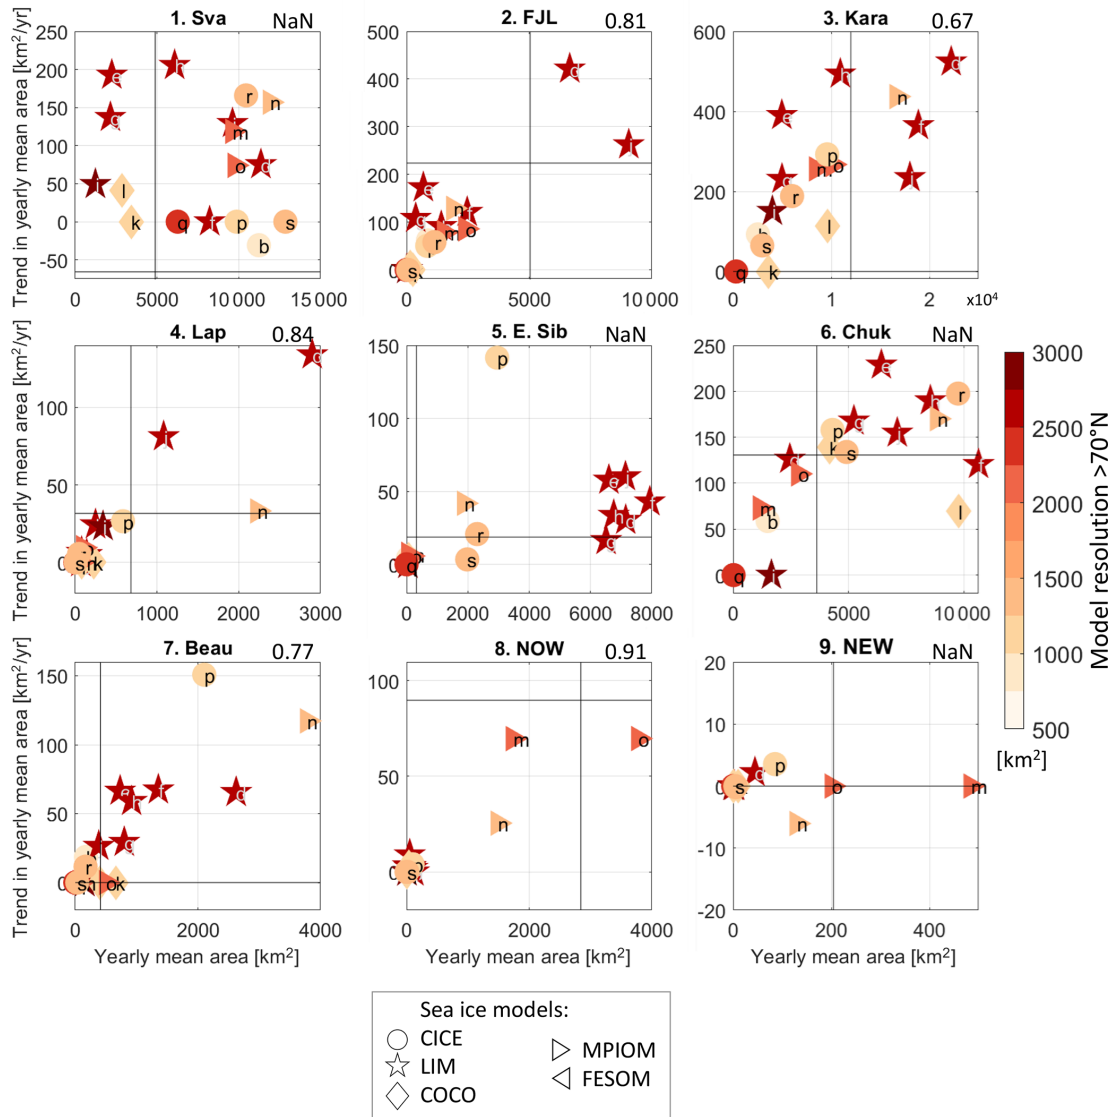 1. Sva NaN
2. FJL 0.81
3. Kara 0.67
Trend in yearly mean area [km²/yr]
250
200
150
100
50
0
-50
0 5000 10000 15000
e
h
g
r
n
m
o
d
l
k
q
f
p
s
b
500
400
300
200
100
0
0 5000 10000
n
m
o
r
s
600
400
200
0
0 1 2
x10⁴
h
e
n
p
o
r
l
b
s
q
k
4. Lap 0.84
5. E. Sib NaN
6. Chuk NaN
Trend in yearly mean area [km²/yr]
100
50
0
0 1000 2000 3000
p
n
s
k
150
100
50
0
0 2000 4000 6000 8000
p
n
r
s
q
e
250
200
150
100
50
0
0 5000 10000
e
r
n
p
k
s
o
m
b
l
q
3000
2500
2000
1500
1000
500
Model resolution >70°N
[km²]
7. Beau 0.77
8. NOW 0.91
9. NEW NaN
Trend in yearly mean area [km²/yr]
150
100
50
0
0 2000 4000
p
n
r
s
o
k
100
50
0
0 2000 4000
m
o
n
s
20
10
0
-10
-20
0 200 400
p
s
o
m
n
Yearly mean area [km²]
Yearly mean area [km²]
Yearly mean area [km²]
Sea ice models:
CICE
LIM
COCO
MPIOM
FESOM